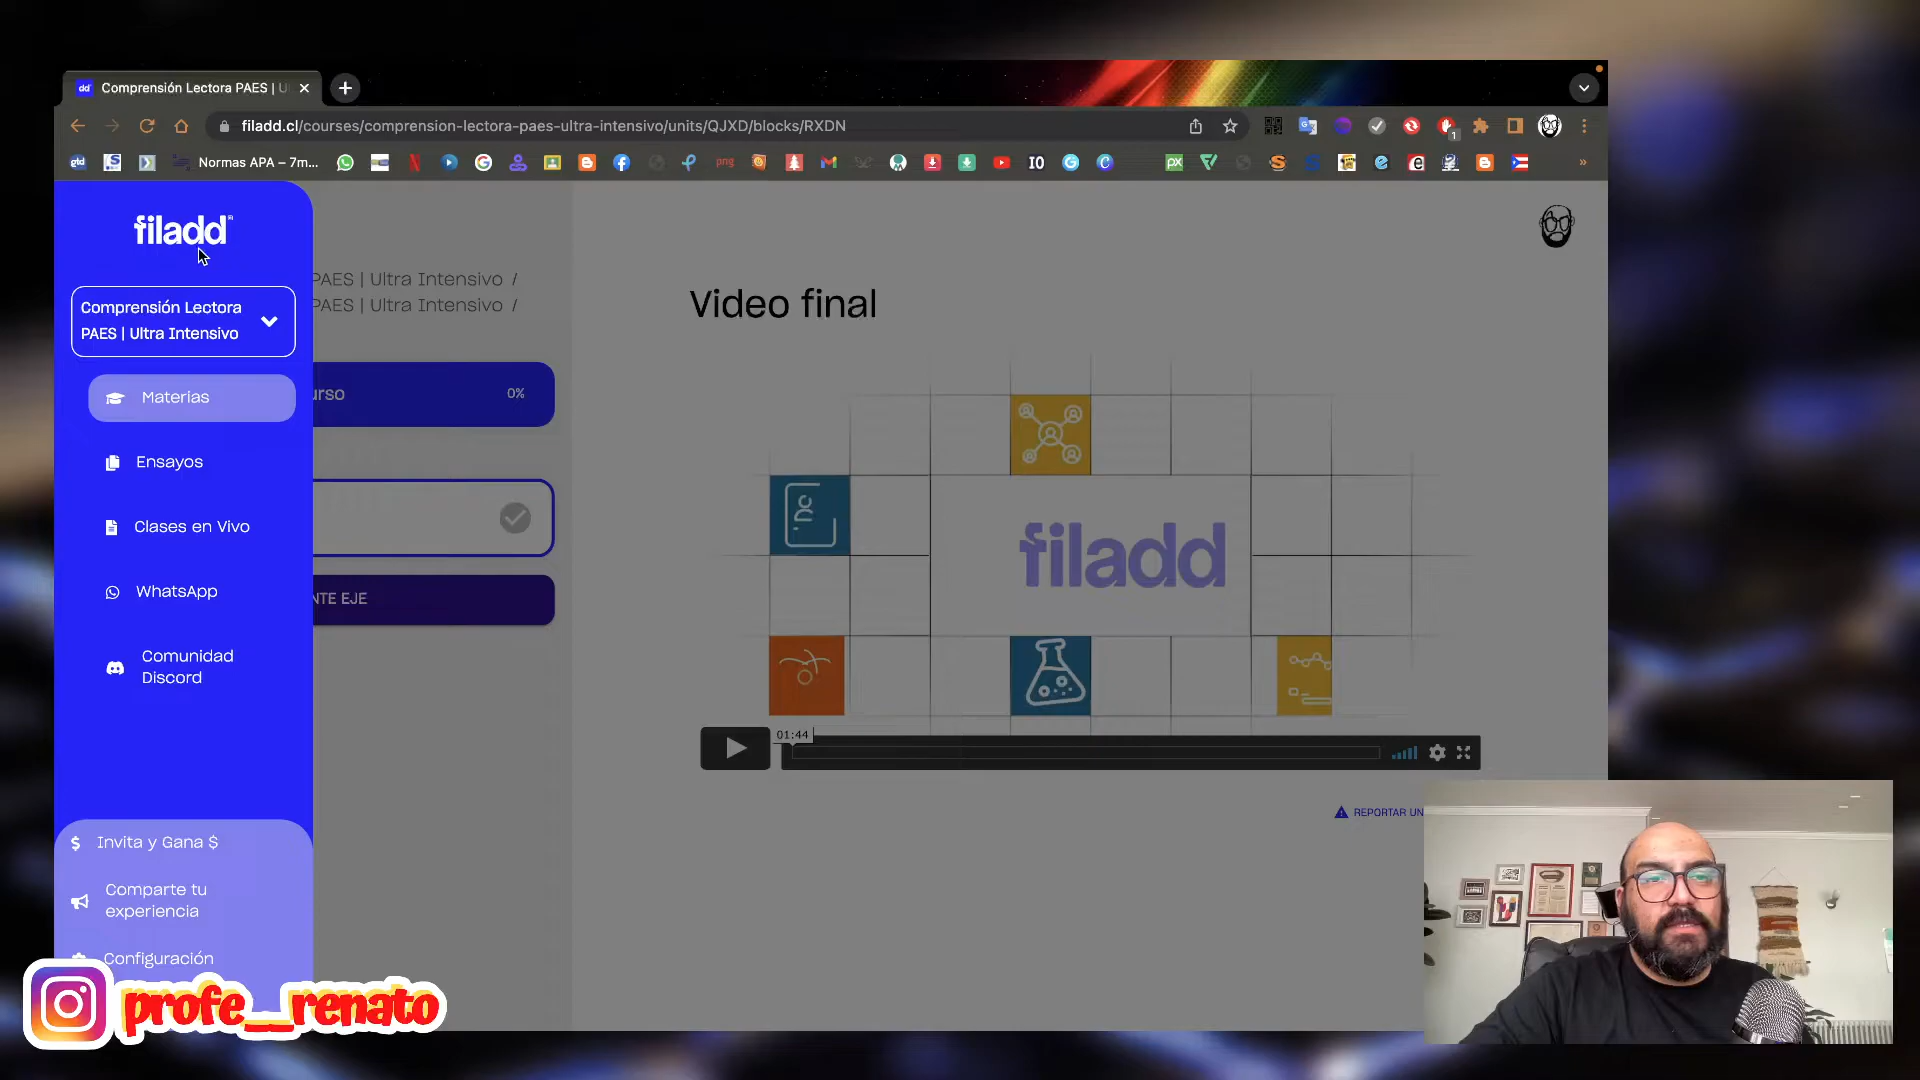 Comprensión Lectora PAES | U
filadd.cl/courses/comprension-lectora-paes-ultra-intensivo/units/QJXD/blocks/RXDN
Normas APA – 7m...
filadd
Comprensión Lectora
PAES | Ultra Intensivo
Materias
Ensayos
Clases en Vivo
WhatsApp
Comunidad
Discord
Invita y Gana $
Comparte tu
experiencia
Configuración
PAES | Ultra Intensivo /
PAES | Ultra Intensivo /
urso
0%
NTE EJE
Video final
filadd
01:44
REPORTAR UN
profe__renato